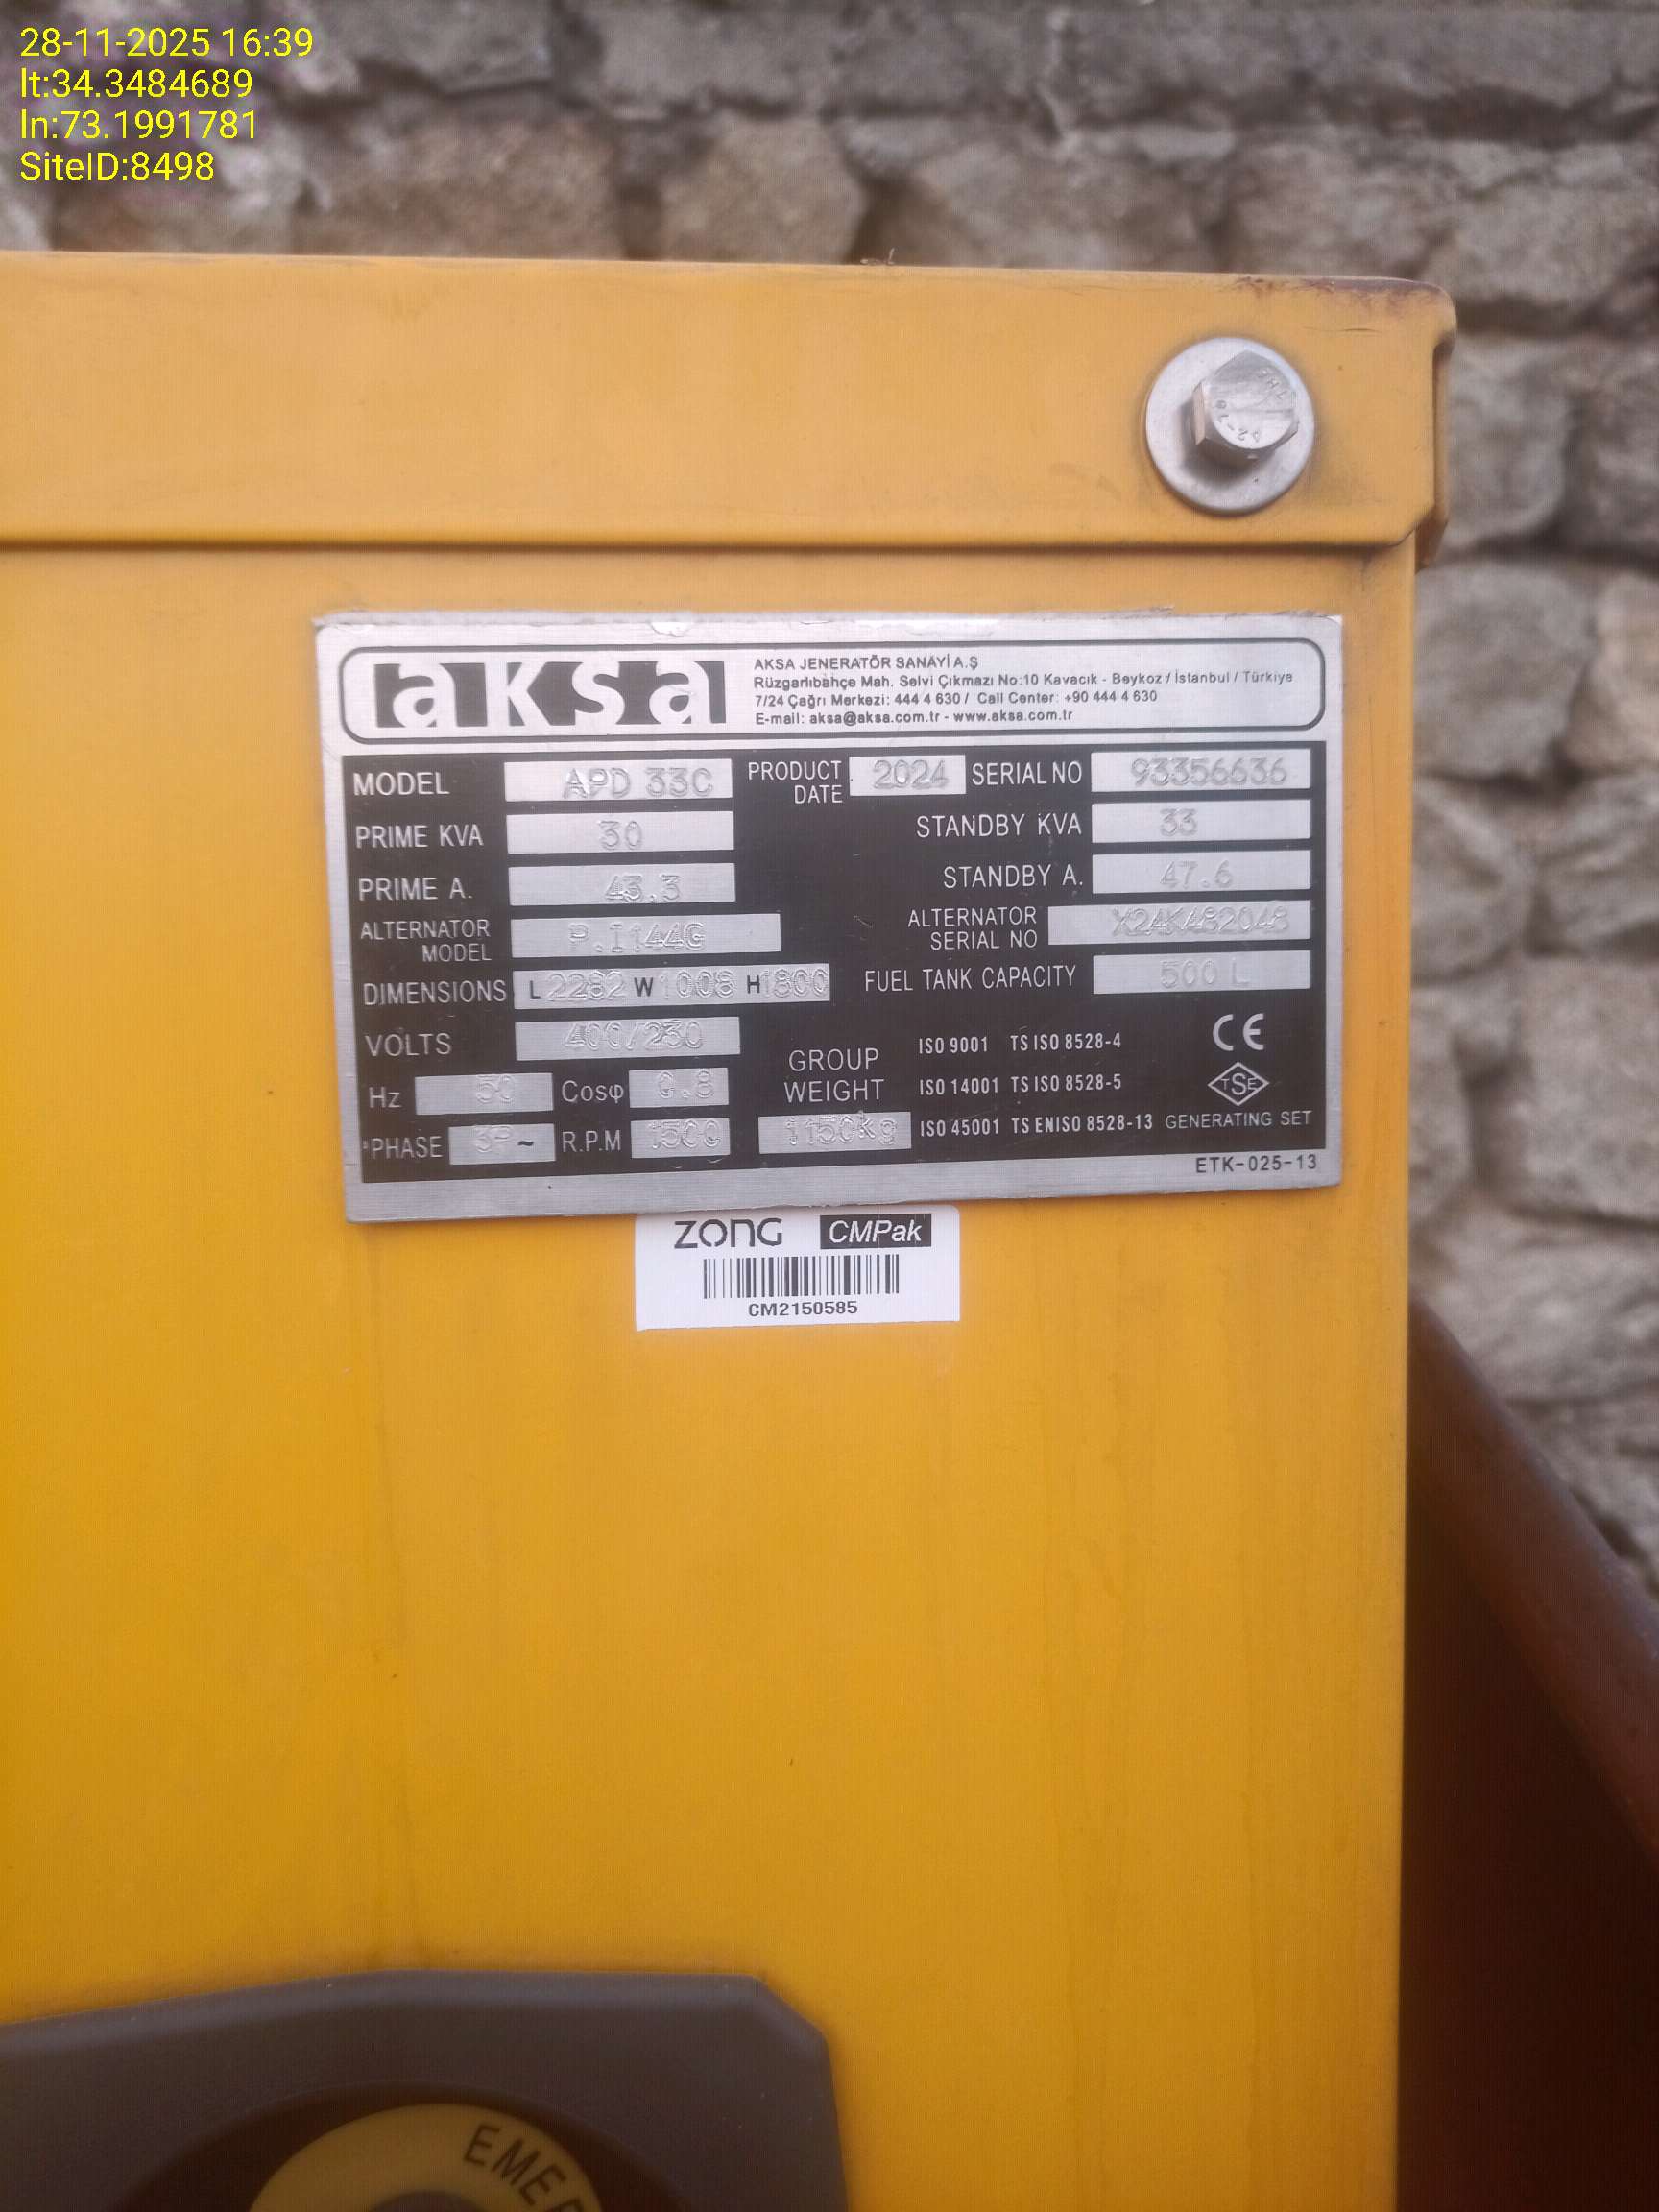 28-11-2025 16:39
lt:34.3484689
ln:73.1991781
SiteID:8498
aksa
AKSA JENERATÖR SANAYİ A.Ş
Rüzgarlıbahçe Mah. Selvi Çıkmazı No:10 Kavacık - Beykoz / İstanbul / Türkiye
7/24 Çağrı Merkezi: 444 4 630 / Call Center: +90 444 4 630
E-mail: aksa@aksa.com.tr - www.aksa.com.tr
MODEL APD 33C PRODUCT DATE 2024 SERIAL NO 93356636
PRIME KVA 30 STANDBY KVA 33
PRIME A. 43.3 STANDBY A. 47.6
ALTERNATOR MODEL P.I144G ALTERNATOR SERIAL NO X24K482048
DIMENSIONS L 2282 W 1008 H 1800 FUEL TANK CAPACITY 500 L
VOLTS 400/230 GROUP WEIGHT 1150kg
Hz 50 Cosφ 0.8
PHASE 3P~ R.P.M 1500
ISO 9001 TS ISO 8528-4 CE
ISO 14001 TS ISO 8528-5 TSE
ISO 45001 TS EN ISO 8528-13 GENERATING SET
ETK-025-13
zong CMPak
CM2150585
EMER